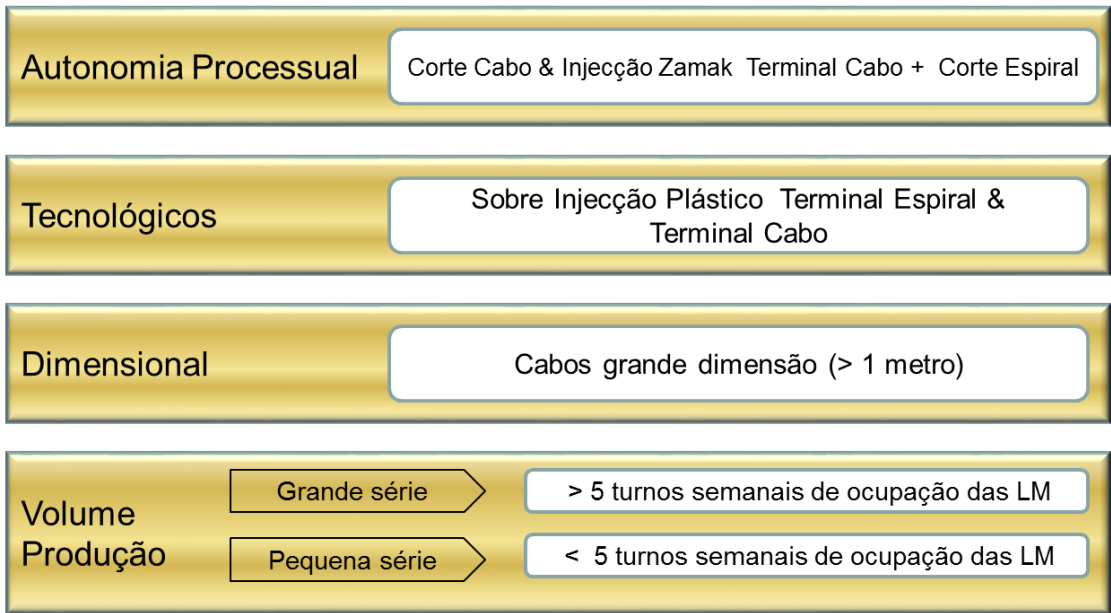 Autonomia Processual
Corte Cabo & Injecção Zamak Terminal Cabo + Corte Espiral
Tecnológicos
Sobre Injecção Plástico Terminal Espiral &
Terminal Cabo
Dimensional
Cabos grande dimensão (> 1 metro)
Volume
Produção
Grande série
> 5 turnos semanais de ocupação das LM
Pequena série
< 5 turnos semanais de ocupação das LM